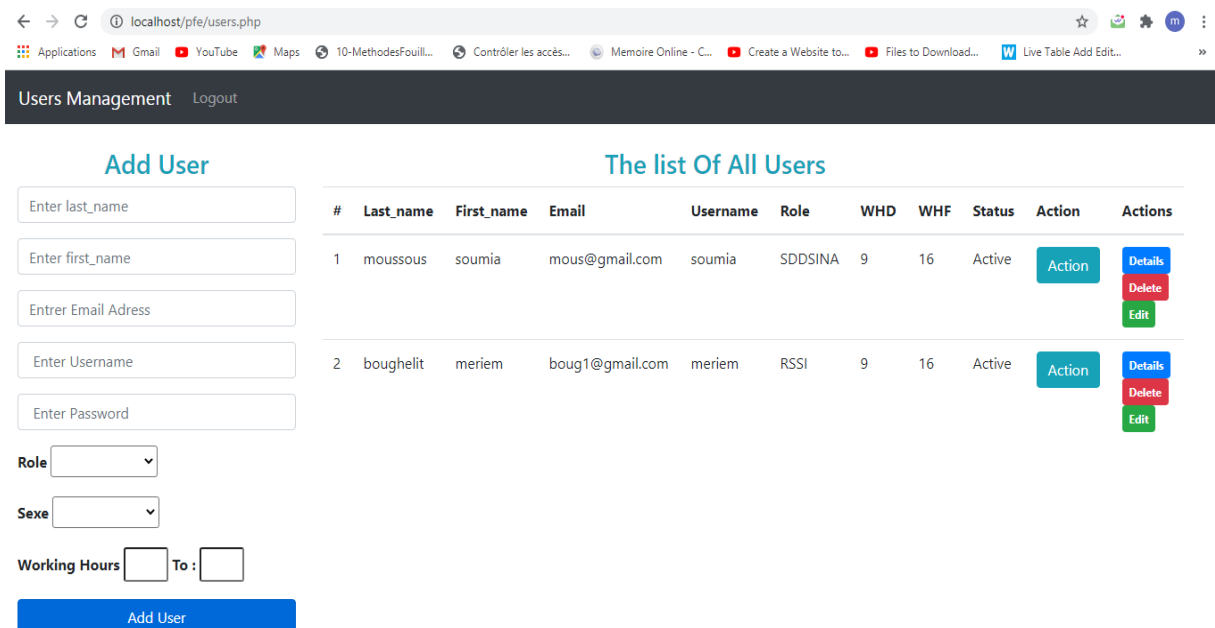 localhost/pfe/users.php
m
Applications Gmail YouTube Maps 10-MethodesFouill... Contrôler les accès... Memoire Online - C... Create a Website to... Files to Download... W Live Table Add Edit... »
Users Management Logout
Add User
Enter last_name
Enter first_name
Entrer Email Adress
Enter Username
Enter Password
Role
Sexe
Working Hours To :
Add User
The list Of All Users
# Last_name First_name Email Username Role WHD WHF Status Action Actions
1 moussous soumia mous@gmail.com soumia SDDSINA 9 16 Active Action Details
Delete
Edit
2 boughelit meriem boug1@gmail.com meriem RSSI 9 16 Active Action Details
Delete
Edit